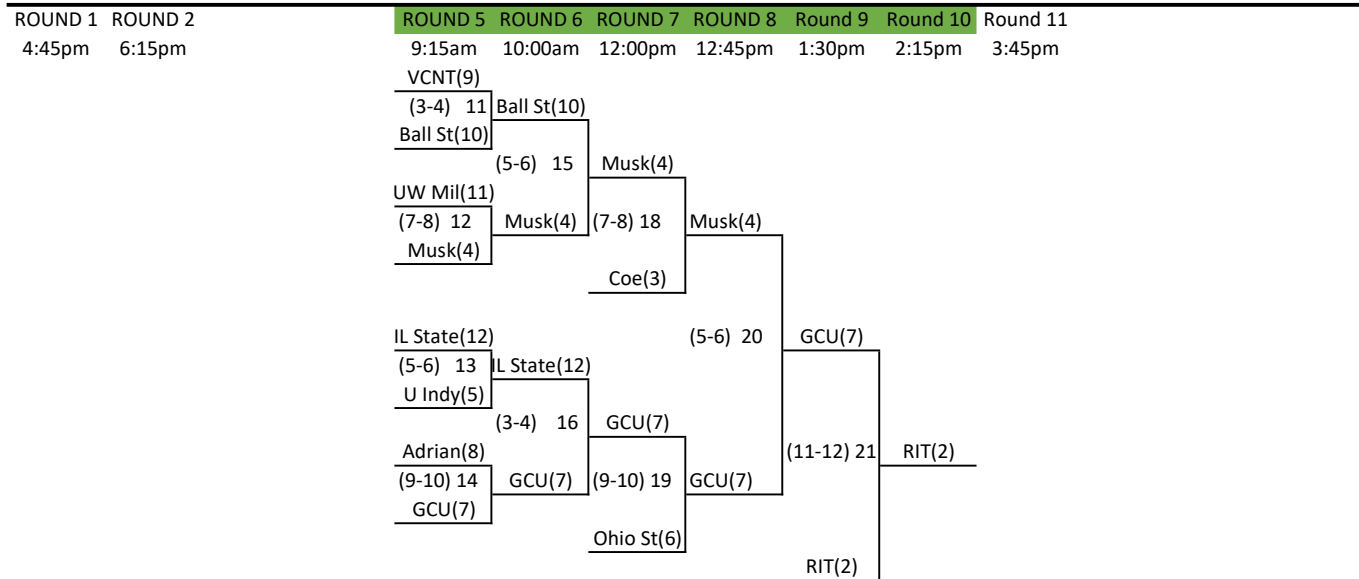 ROUND 1 ROUND 2 ROUND 5 ROUND 6 ROUND 7 ROUND 8 Round 9 Round 10 Round 11
4:45pm 6:15pm 9:15am 10:00am 12:00pm 12:45pm 1:30pm 2:15pm 3:45pm
VCNT(9)
(3-4) 11 Ball St(10)
Ball St(10)
(5-6) 15 Musk(4)
UW Mil(11)
(7-8) 12 Musk(4) (7-8) 18 Musk(4)
Musk(4)
Coe(3)
IL State(12) (5-6) 20 GCU(7)
(5-6) 13 IL State(12)
U Indy(5)
(3-4) 16 GCU(7)
Adrian(8) (11-12) 21 RIT(2)
(9-10) 14 GCU(7) (9-10) 19 GCU(7)
GCU(7)
Ohio St(6)
RIT(2)